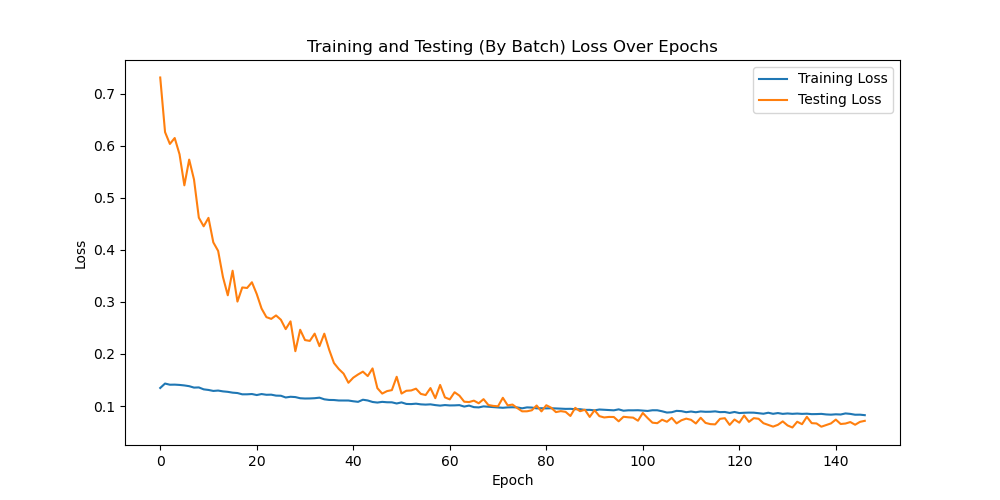 Training and Testing (By Batch) Loss Over Epochs
Training Loss
Testing Loss
0.7
0.6
0.5
0.4
0.3
0.2
0.1
Loss
0 20 40 60 80 100 120 140
Epoch